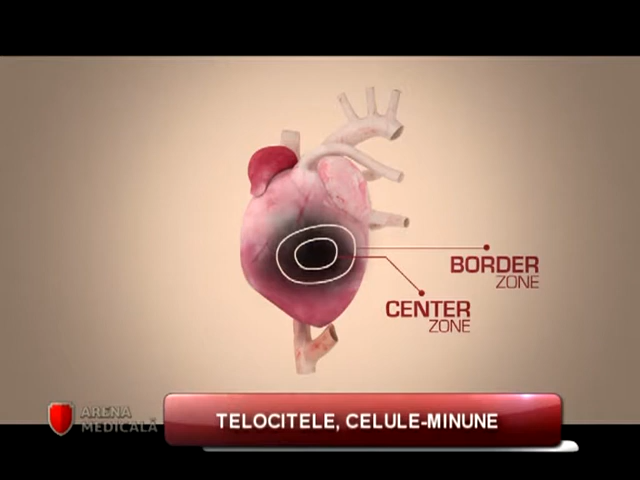 BORDER
ZONE
CENTER
ZONE
ARENA
MEDICALĂ
TELOCITELE, CELULE-MINUNE